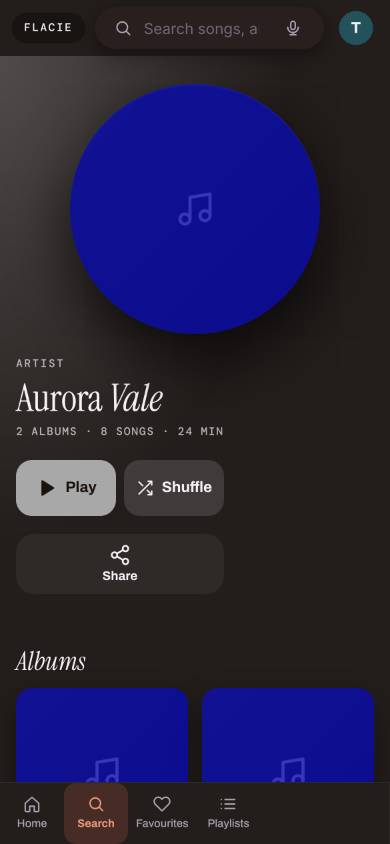 FLACIE
Search songs, a
T
ARTIST
Aurora Vale
2 ALBUMS · 8 SONGS · 24 MIN
Play
Shuffle
Share
Albums
Home
Search
Favourites
Playlists